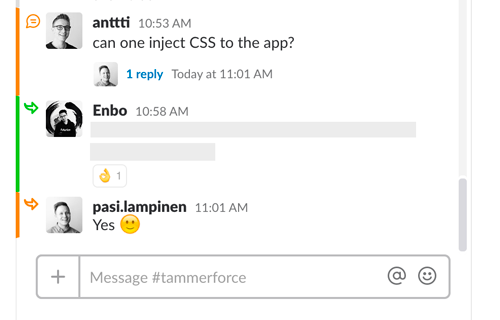 anttti 10:53 AM
can one inject CSS to the app?
1 reply Today at 11:01 AM
Enbo 10:58 AM
1
pasi.lampinen 11:01 AM
Yes 🙂
Message #tammerforce